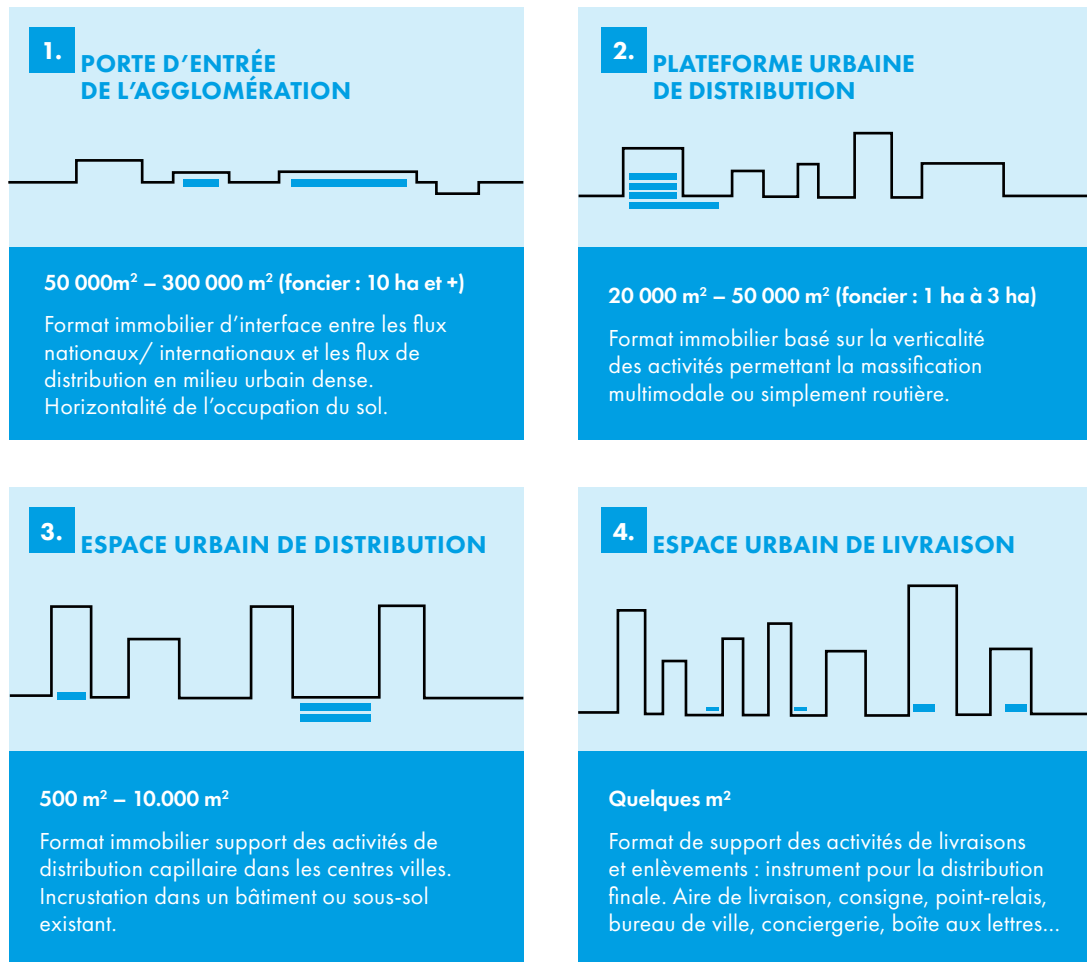 1.
PORTE D’ENTRÉE
DE L’AGGLOMÉRATION
50 000m² – 300 000 m² (foncier : 10 ha et +)
Format immobilier d’interface entre les flux
nationaux/ internationaux et les flux de
distribution en milieu urbain dense.
Horizontalité de l’occupation du sol.
2.
PLATEFORME URBAINE
DE DISTRIBUTION
20 000 m² – 50 000 m² (foncier : 1 ha à 3 ha)
Format immobilier basé sur la verticalité
des activités permettant la massification
multimodale ou simplement routière.
3.
ESPACE URBAIN DE DISTRIBUTION
500 m² – 10.000 m²
Format immobilier support des activités de
distribution capillaire dans les centres villes.
Incrustation dans un bâtiment ou sous-sol
existant.
4.
ESPACE URBAIN DE LIVRAISON
Quelques m²
Format de support des activités de livraisons
et enlèvements : instrument pour la distribution
finale. Aire de livraison, consigne, point-relais,
bureau de ville, conciergerie, boîte aux lettres...